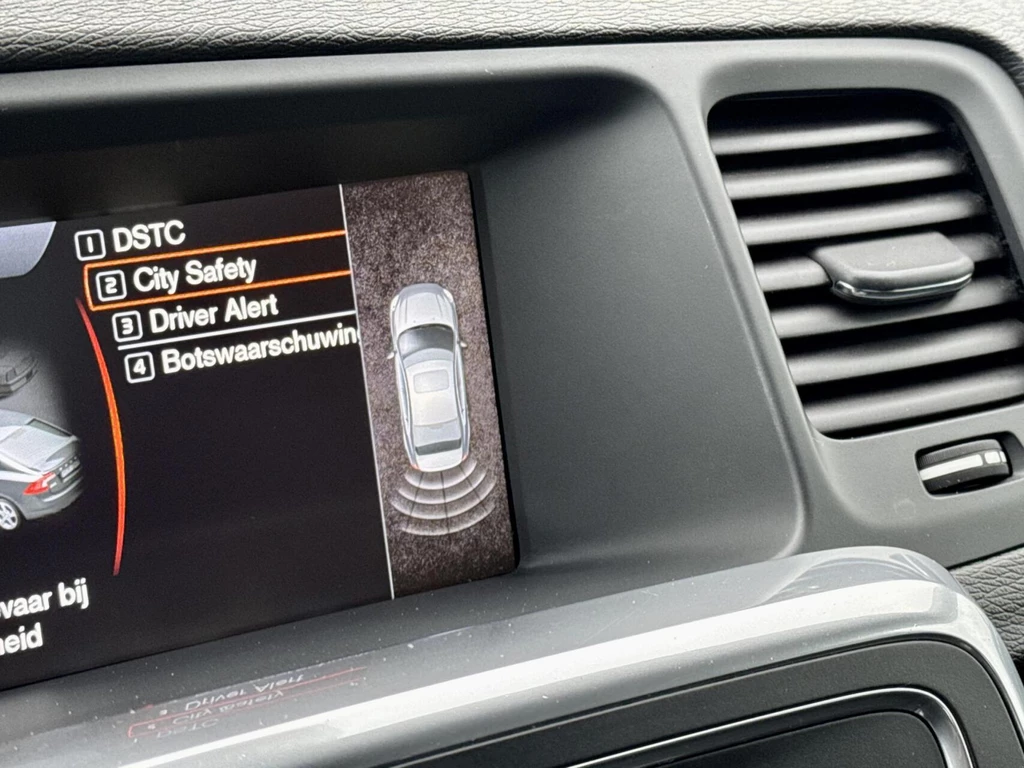 1 DSTC
2 City Safety
3 Driver Alert
4 Botswaarschuwin
vaar bij
heid